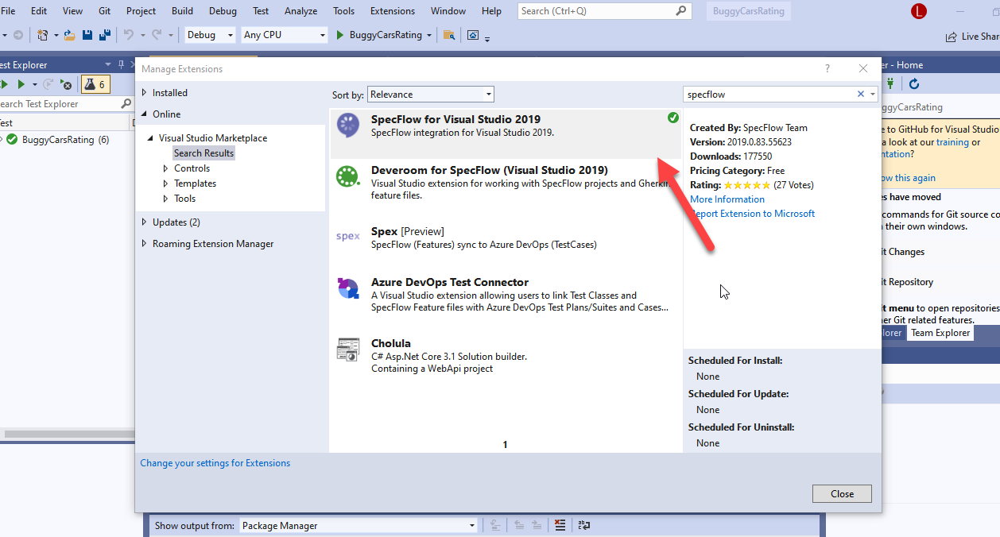 File Edit View Git Project Build Debug Test Analyze Tools Extensions Window Help Search (Ctrl+Q) BuggyCarsRating L
Debug Any CPU BuggyCarsRating Live Shar
est Explorer
6
earch Test Explorer
est
BuggyCarsRating (6)
Manage Extensions ?
Installed
Online
Visual Studio Marketplace
Search Results
Controls
Templates
Tools
Updates (2)
Roaming Extension Manager
Change your settings for Extensions
Sort by: Relevance
specflow
SpecFlow for Visual Studio 2019
SpecFlow integration for Visual Studio 2019.
Deveroom for SpecFlow (Visual Studio 2019)
Visual Studio extension for working with SpecFlow projects and Gherkin
feature files.
spex
Spex [Preview]
SpecFlow (Features) sync to Azure DevOps (TestCases)
Azure DevOps Test Connector
A Visual Studio extension allowing users to link Test Classes and
SpecFlow Feature files with Azure DevOps Test Plans/Suites and Cases...
Cholula
C# Asp.Net Core 3.1 Solution builder.
Containing a WebApi project
1
Created By: SpecFlow Team
Version: 2019.0.83.55623
Downloads: 177550
Pricing Category: Free
Rating: (27 Votes)
More Information
Report Extension to Microsoft
Scheduled For Install:
None
Scheduled For Update:
None
Scheduled For Uninstall:
None
Close
er - Home
ggyCarsRating
e to GitHub for Visual Studio
a look at our training or
ntation?
ow this again
es have moved
commands for Git source co
their own windows.
it Changes
it Repository
it menu to open repositories
er Git related features.
plorer Team Explorer
Show output from: Package Manager